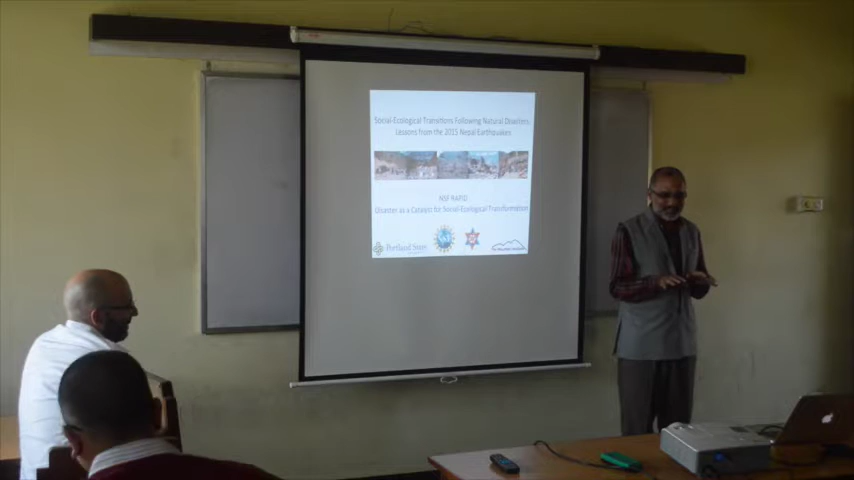 Social-Ecological Transitions Following Natural Disasters:
Lessons from the 2015 Nepal Earthquakes
NSF RAPID
Disaster as a Catalyst for Social-Ecological Transformation
Portland State